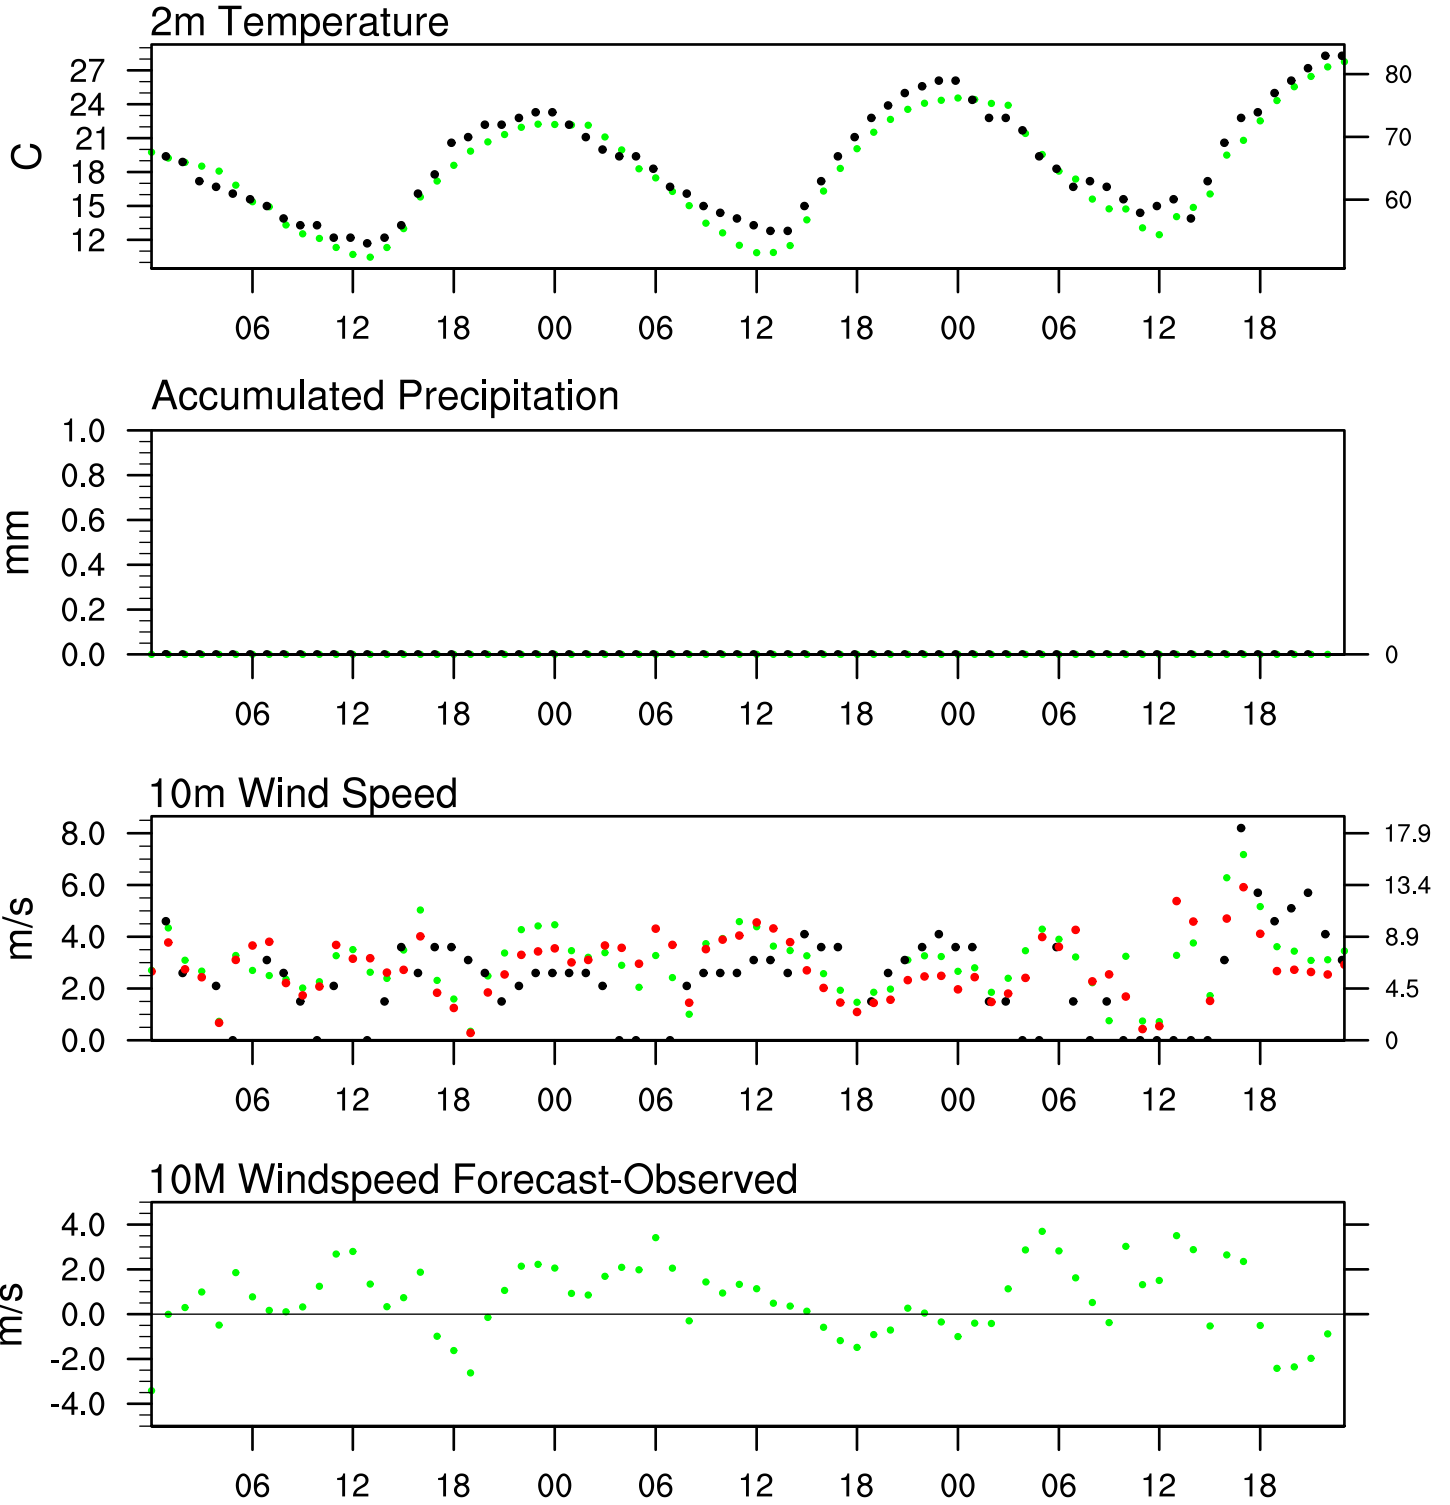 2m Temperature
27
24
21
18
15
12
C
80
70
60
06 12 18 00 06 12 18 00 06 12 18
Accumulated Precipitation
1.0
0.8
0.6
0.4
0.2
0.0
mm
0
06 12 18 00 06 12 18 00 06 12 18
10m Wind Speed
8.0
6.0
4.0
2.0
0.0
m/s
17.9
13.4
8.9
4.5
0
06 12 18 00 06 12 18 00 06 12 18
10M Windspeed Forecast-Observed
4.0
2.0
0.0
-2.0
-4.0
m/s
06 12 18 00 06 12 18 00 06 12 18